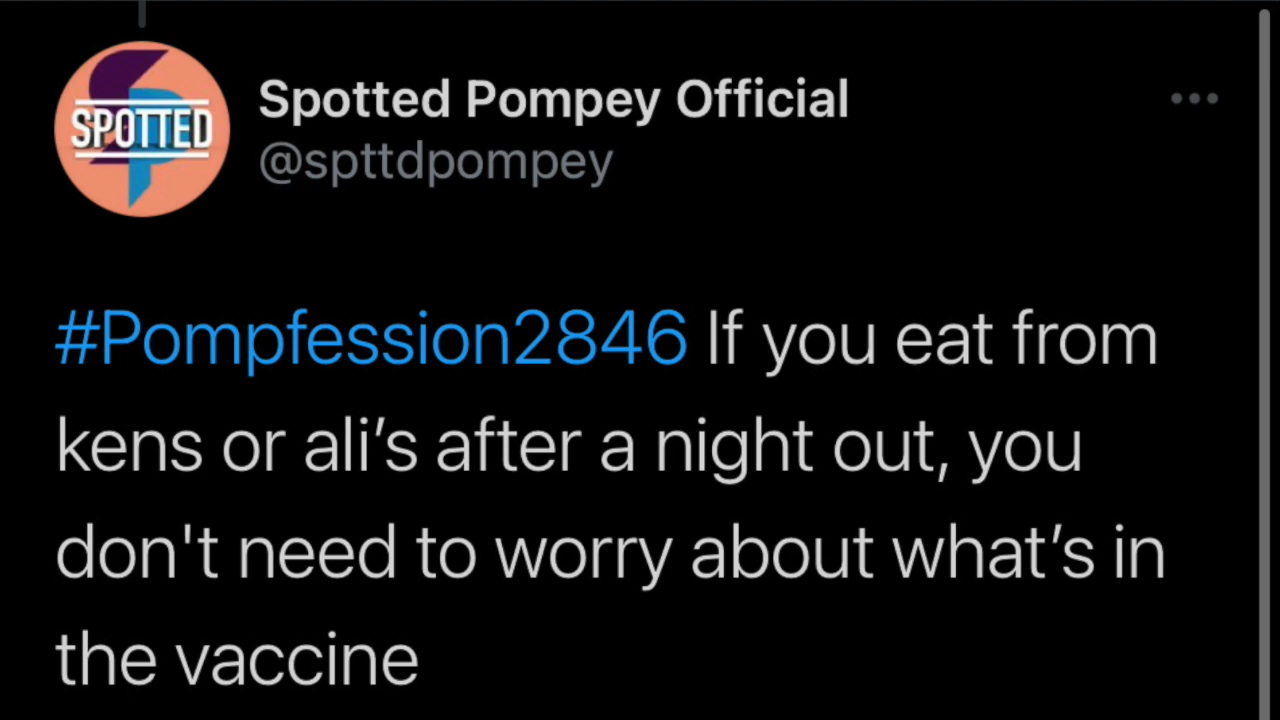 SPOTTED
Spotted Pompey Official
@spttdpompey
#Pompfession2846 If you eat from
kens or ali’s after a night out, you
don't need to worry about what’s in
the vaccine